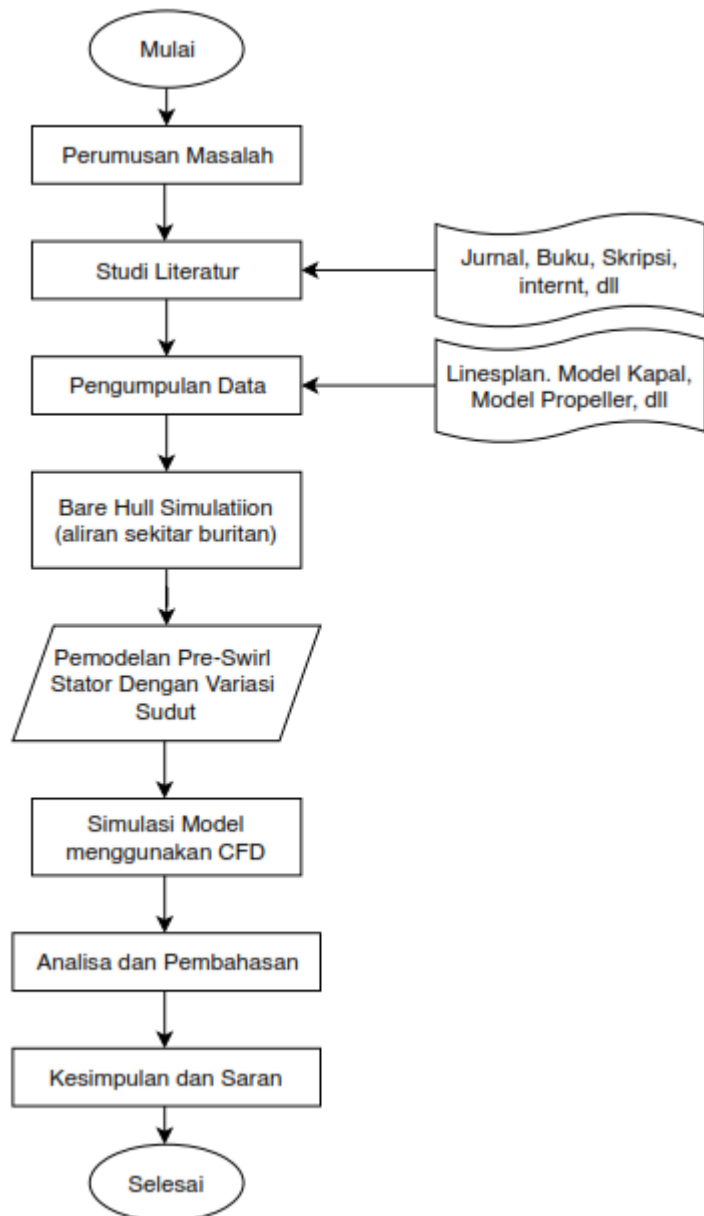 Mulai
Perumusan Masalah
Studi Literatur
Jurnal, Buku, Skripsi,
internt, dll
Pengumpulan Data
Linesplan. Model Kapal,
Model Propeller, dll
Bare Hull Simulatiion
(aliran sekitar buritan)
Pemodelan Pre-Swirl
Stator Dengan Variasi
Sudut
Simulasi Model
menggunakan CFD
Analisa dan Pembahasan
Kesimpulan dan Saran
Selesai